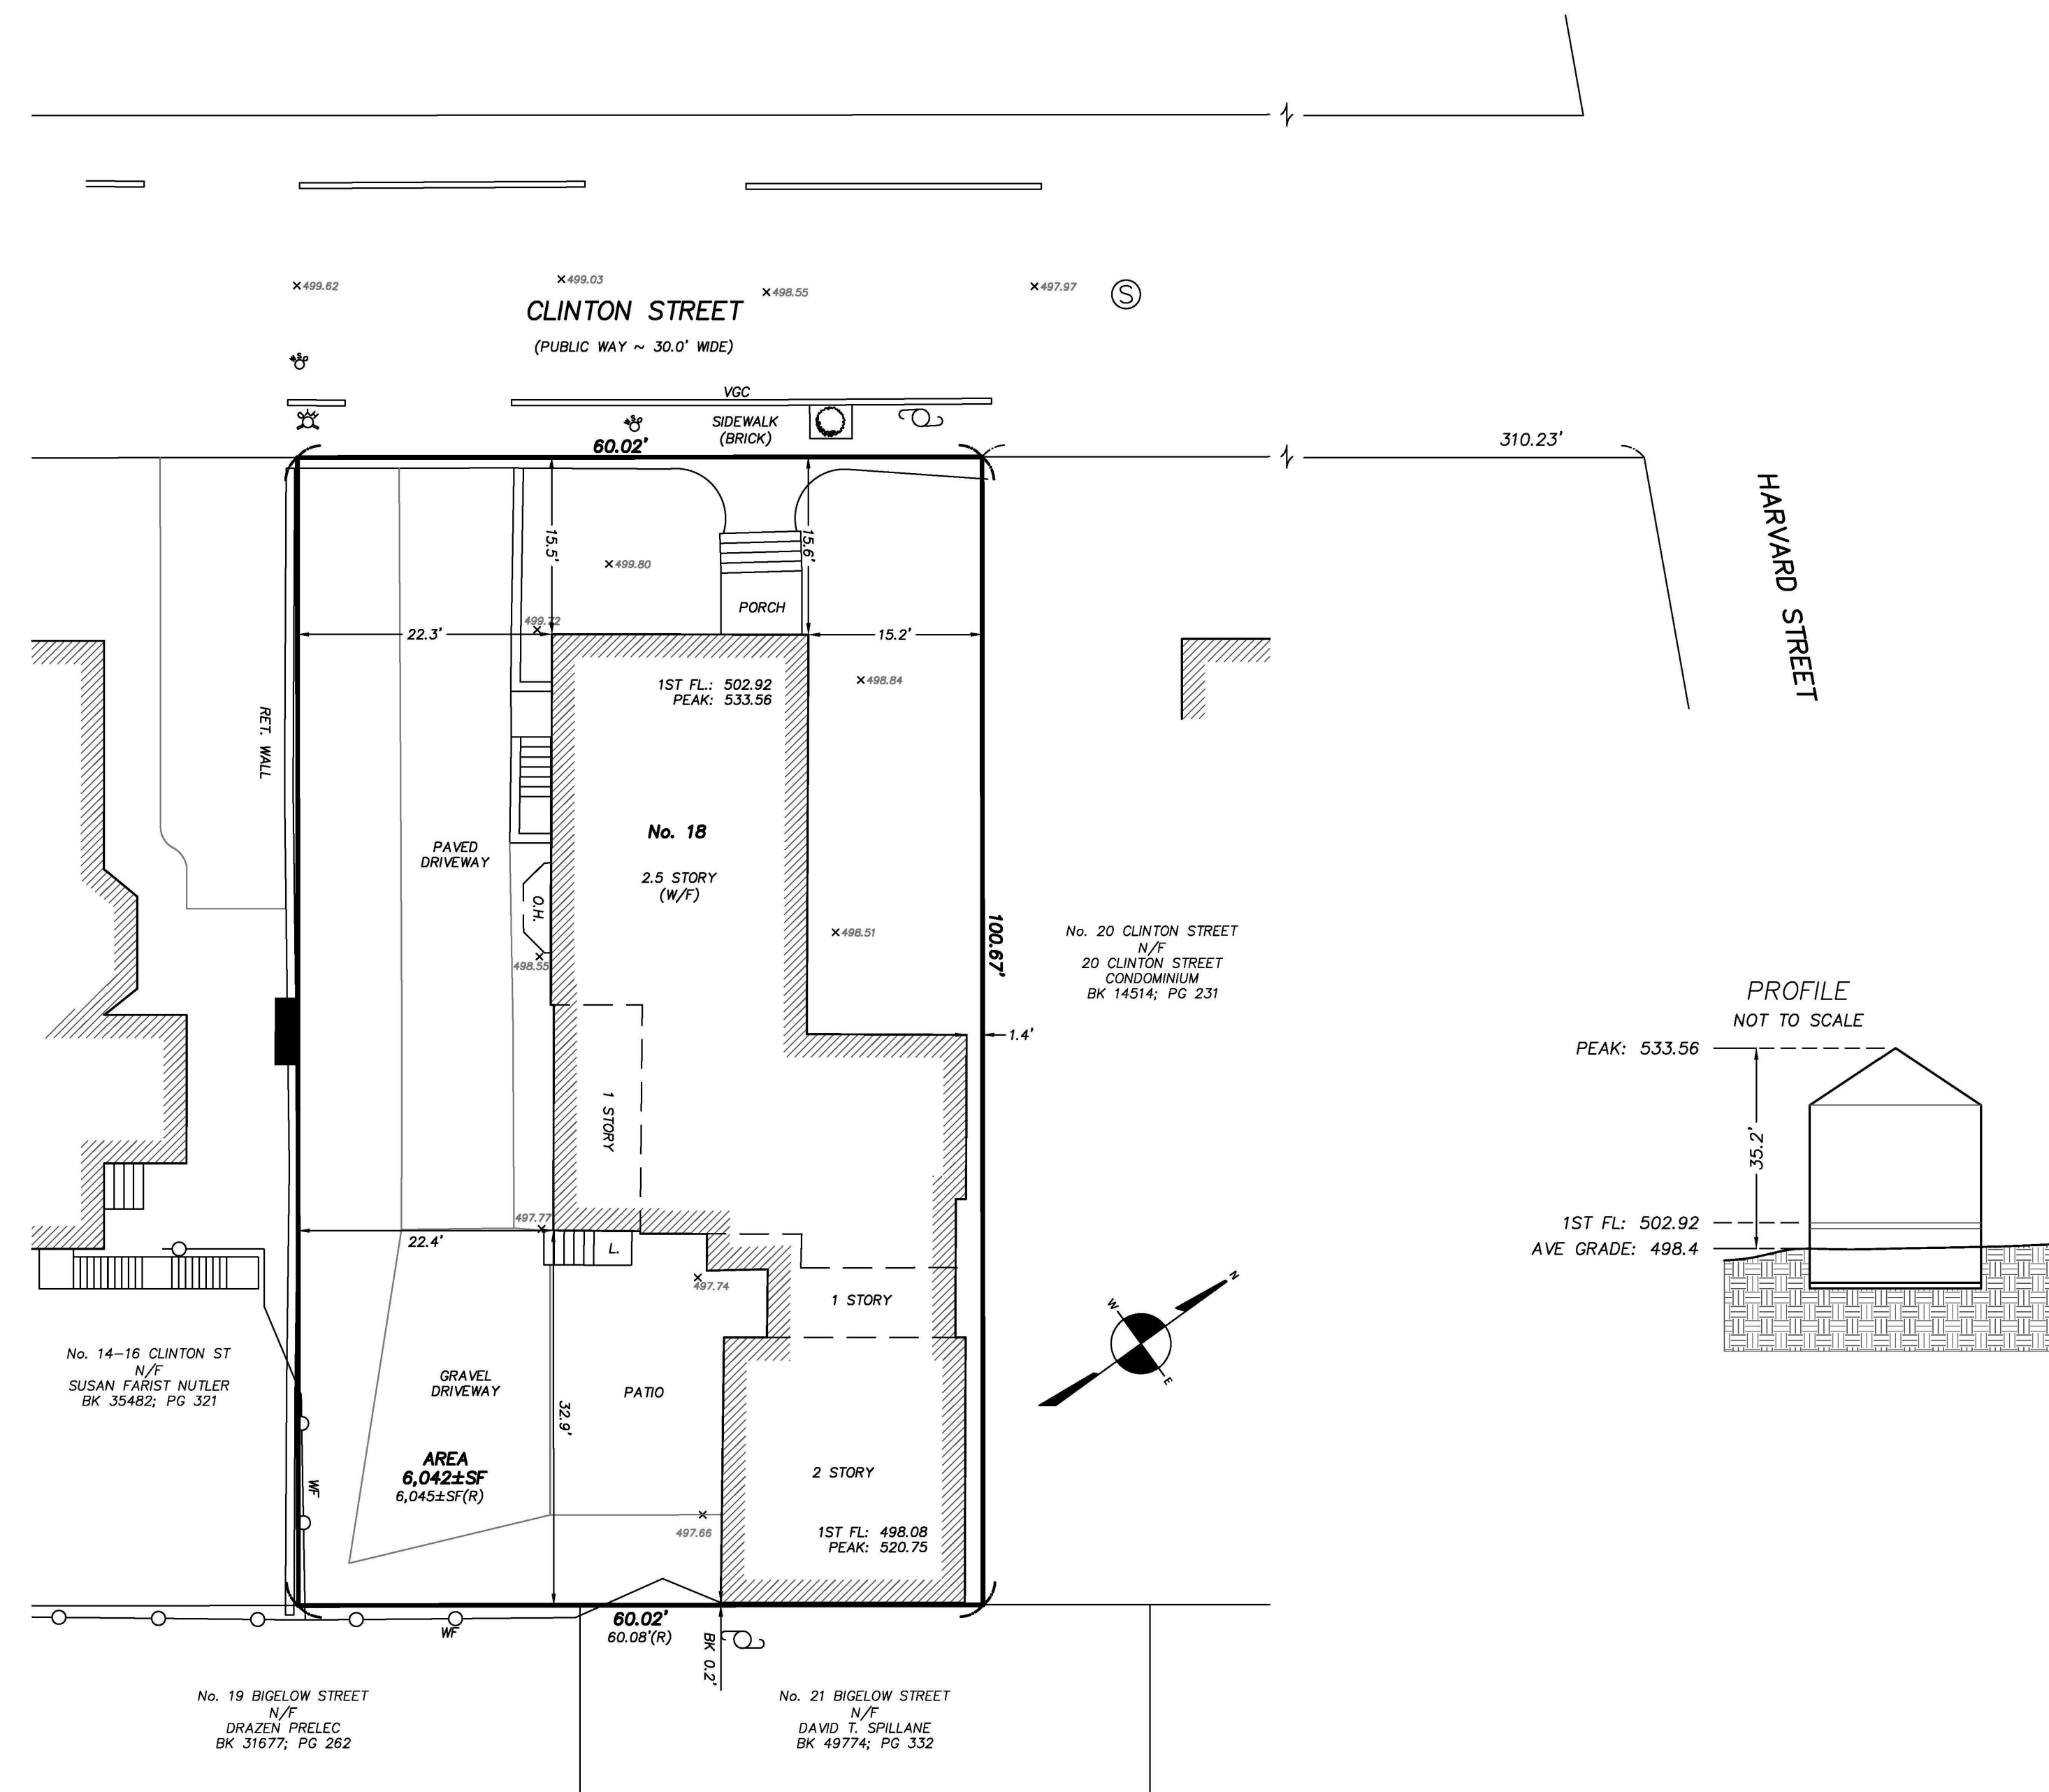 ×499.62
×499.03
×498.55
×497.97
S
CLINTON STREET
(PUBLIC WAY ~ 30.0' WIDE)
VGC
SIDEWALK
(BRICK)
60.02'
310.23'
HARVARD STREET
15.5'
15.6'
×499.80
PORCH
499.72
22.3'
15.2'
×498.84
1ST FL.: 502.92
PEAK: 533.56
RET. WALL
No. 18
2.5 STORY
(W/F)
PAVED
DRIVEWAY
O.H.
498.55
×498.51
100.67'
No. 20 CLINTON STREET
N/F
20 CLINTON STREET
CONDOMINIUM
BK 14514; PG 231
1.4'
1 STORY
497.77
22.4'
L.
497.74
1 STORY
No. 14-16 CLINTON ST
N/F
SUSAN FARIST NUTLER
BK 35482; PG 321
GRAVEL
DRIVEWAY
PATIO
32.9'
AREA
6,042±SF
6,045±SF(R)
WF
2 STORY
497.66
1ST FL: 498.08
PEAK: 520.75
N
W
E
60.02'
60.08'(R)
WF
BK 0.2'
No. 19 BIGELOW STREET
N/F
DRAZEN PRELEC
BK 31677; PG 262
No. 21 BIGELOW STREET
N/F
DAVID T. SPILLANE
BK 49774; PG 332
PROFILE
NOT TO SCALE
PEAK: 533.56
35.2'
1ST FL: 502.92
AVE GRADE: 498.4